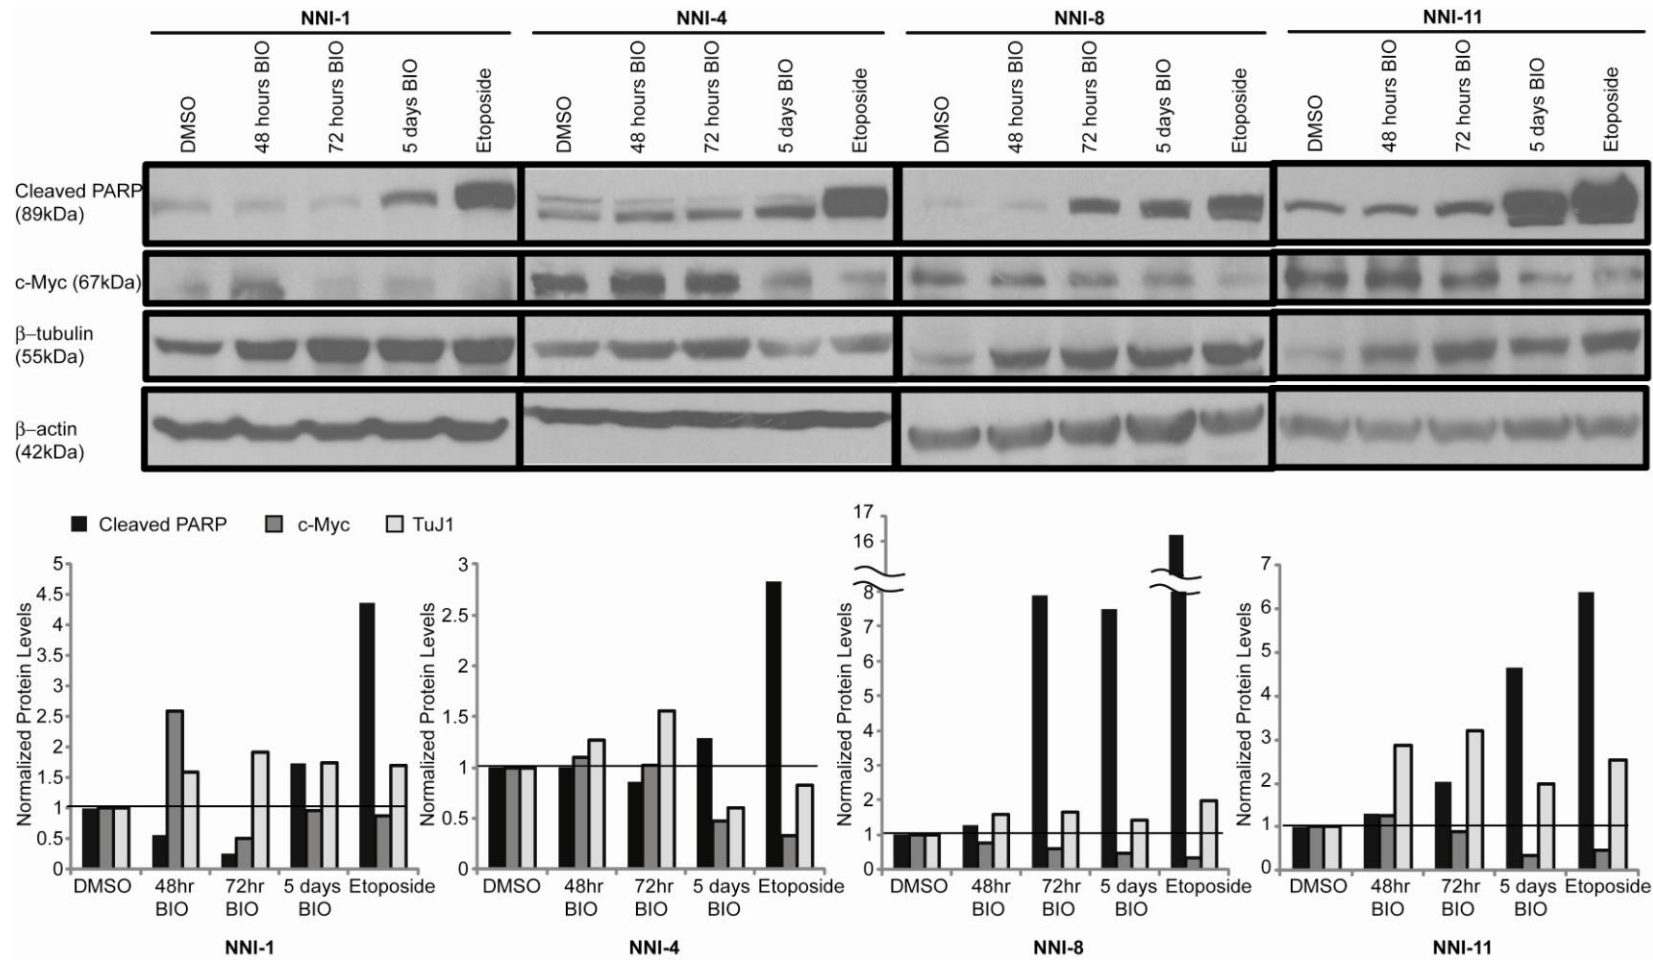 NNI-1 NNI-4 NNI-8 NNI-11
DMSO 48 hours BIO 72 hours BIO 5 days BIO Etoposide DMSO 48 hours BIO 72 hours BIO 5 days BIO Etoposide DMSO 48 hours BIO 72 hours BIO 5 days BIO Etoposide DMSO 48 hours BIO 72 hours BIO 5 days BIO Etoposide
Cleaved PARP
(89kDa)
c-Myc (67kDa)
β–tubulin
(55kDa)
β–actin
(42kDa)
Cleaved PARP c-Myc TuJ1
Normalized Protein Levels
5
4.5
4
3.5
3
2.5
2
1.5
1
0.5
0
DMSO 48hr 72hr 5 days Etoposide
BIO BIO BIO
NNI-1
Normalized Protein Levels
3
2.5
2
1.5
1
0.5
0
DMSO 48hr 72hr 5 days Etoposide
BIO BIO BIO
NNI-4
Normalized Protein Levels
17
16
8
7
6
5
4
3
2
1
0
DMSO 48hr 72hr 5 days Etoposide
BIO BIO BIO
NNI-8
Normalized Protein Levels
7
6
5
4
3
2
1
0
DMSO 48hr 72hr 5 days Etoposide
BIO BIO BIO
NNI-11